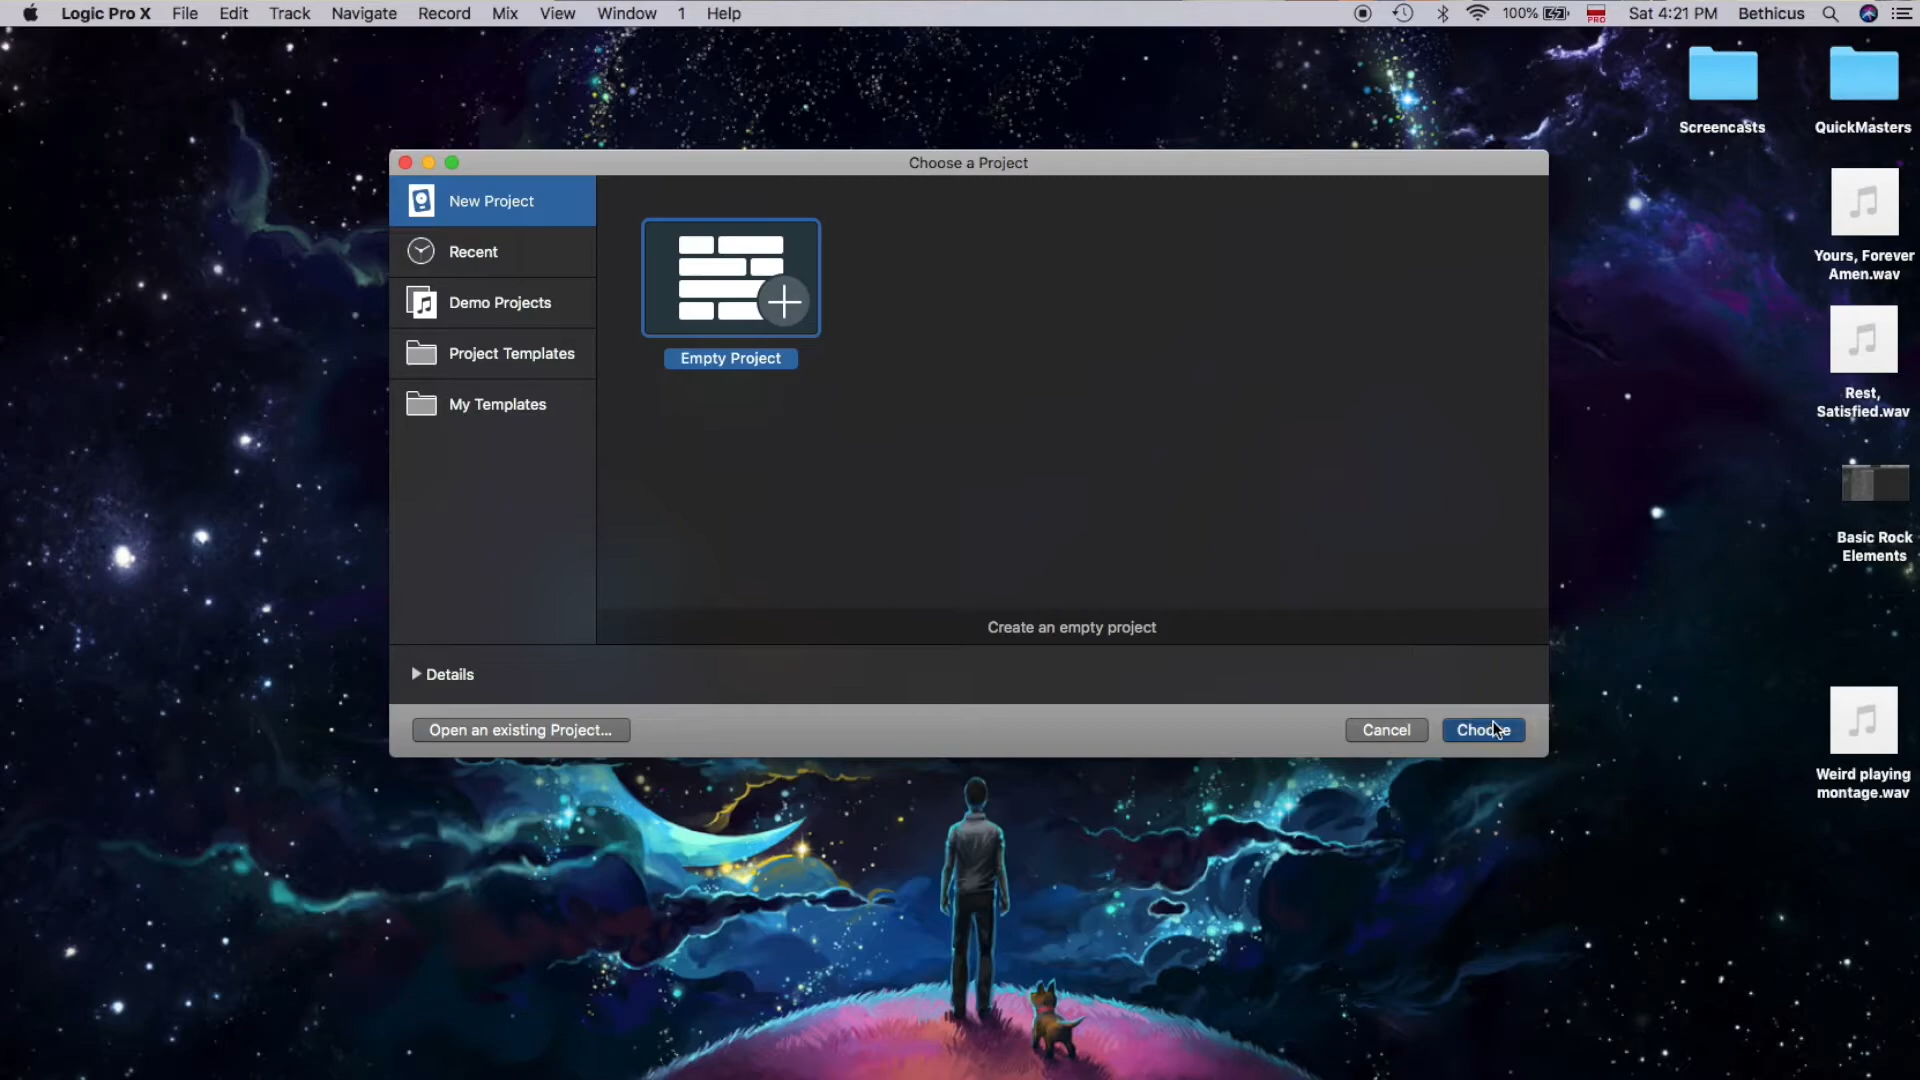 Logic Pro X File Edit Track Navigate Record Mix View Window 1 Help 100% PRO Sat 4:21 PM Bethicus
Screencasts
QuickMasters
Yours, Forever
Amen.wav
Rest,
Satisfied.wav
Basic Rock
Elements
Weird playing
montage.wav
Choose a Project
New Project
Recent
Demo Projects
Project Templates
My Templates
Empty Project
Create an empty project
Details
Open an existing Project...
Cancel
Choose